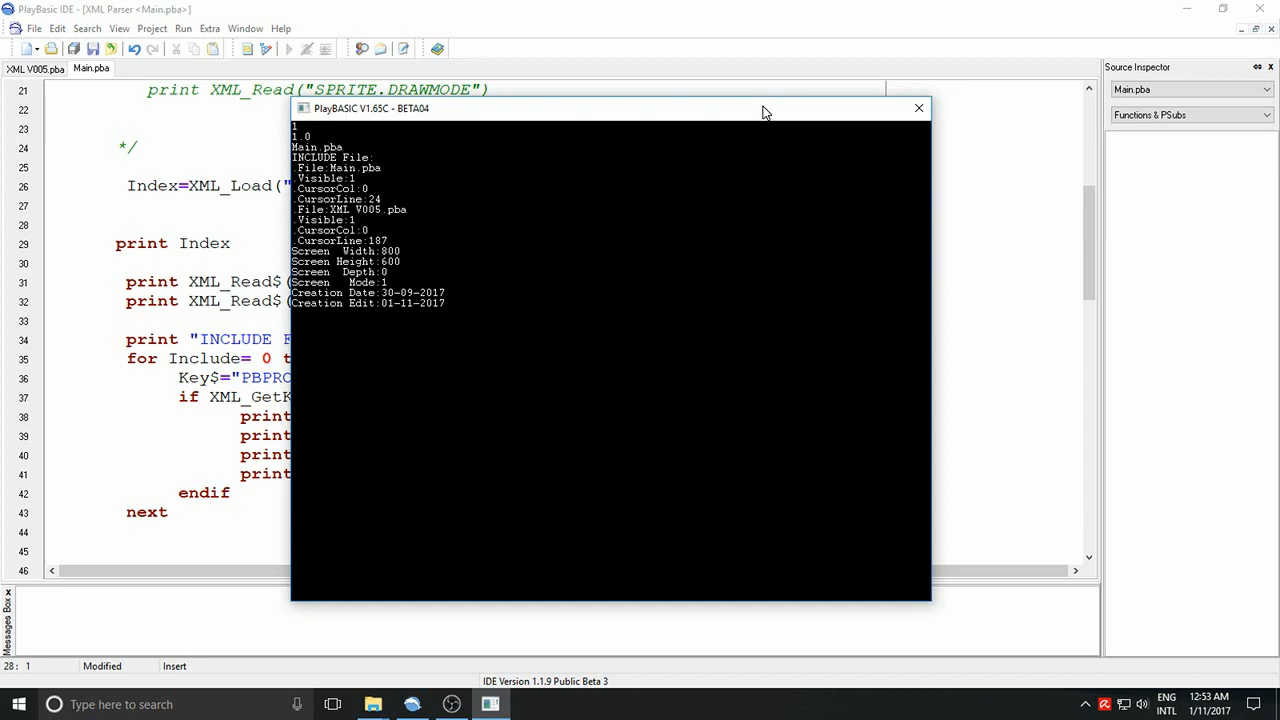 PlayBasic IDE - [XML Parser <Main.pba>]
File Edit Search View Project Run Extra Window Help
XML V005.pba Main.pba
Source Inspector
Main.pba
Functions & PSubs
21 print XML_Read("SPRITE.DRAWMODE")
22
23
24 */
25
26 Index=XML_Load("
27
28
29 print Index
30
31 print XML_Read$(
32 print XML_Read$(
33
34 print "INCLUDE F
35 for Include= 0 t
36 Key$="PBPRO
37 if XML_GetK
38 print
39 print
40 print
41 print
42 endif
43 next
44
45
46
PlayBASIC V1.65C - BETA04
1
1.0
Main.pba
INCLUDE File:
.File:Main.pba
.Visible:1
.CursorCol:0
.CursorLine:24
.File:XML V005.pba
.Visible:1
.CursorCol:0
.CursorLine:187
Screen Width:800
Screen Height:600
Screen Depth:0
Screen Mode:1
Creation Date:30-09-2017
Creation Edit:01-11-2017
Messages Box
28: 1 Modified Insert
IDE Version 1.1.9 Public Beta 3
Type here to search
ENG
INTL
12:53 AM
1/11/2017